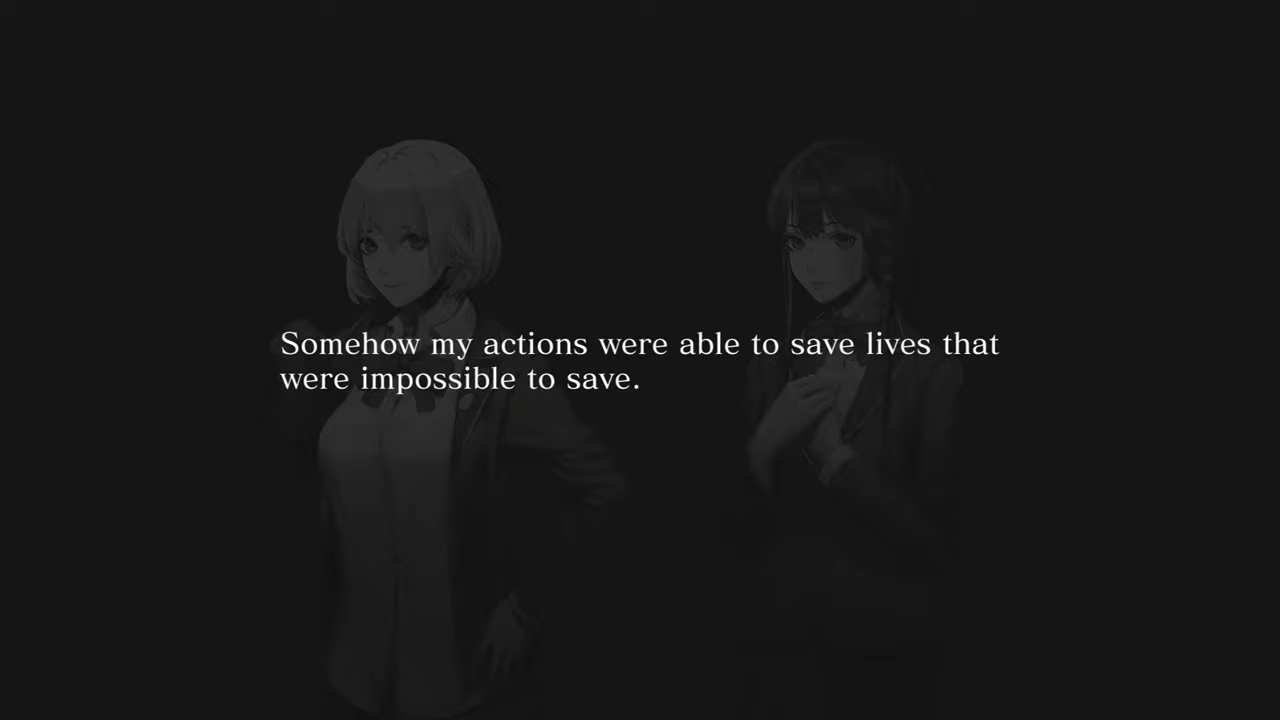 Somehow my actions were able to save lives that
were impossible to save.